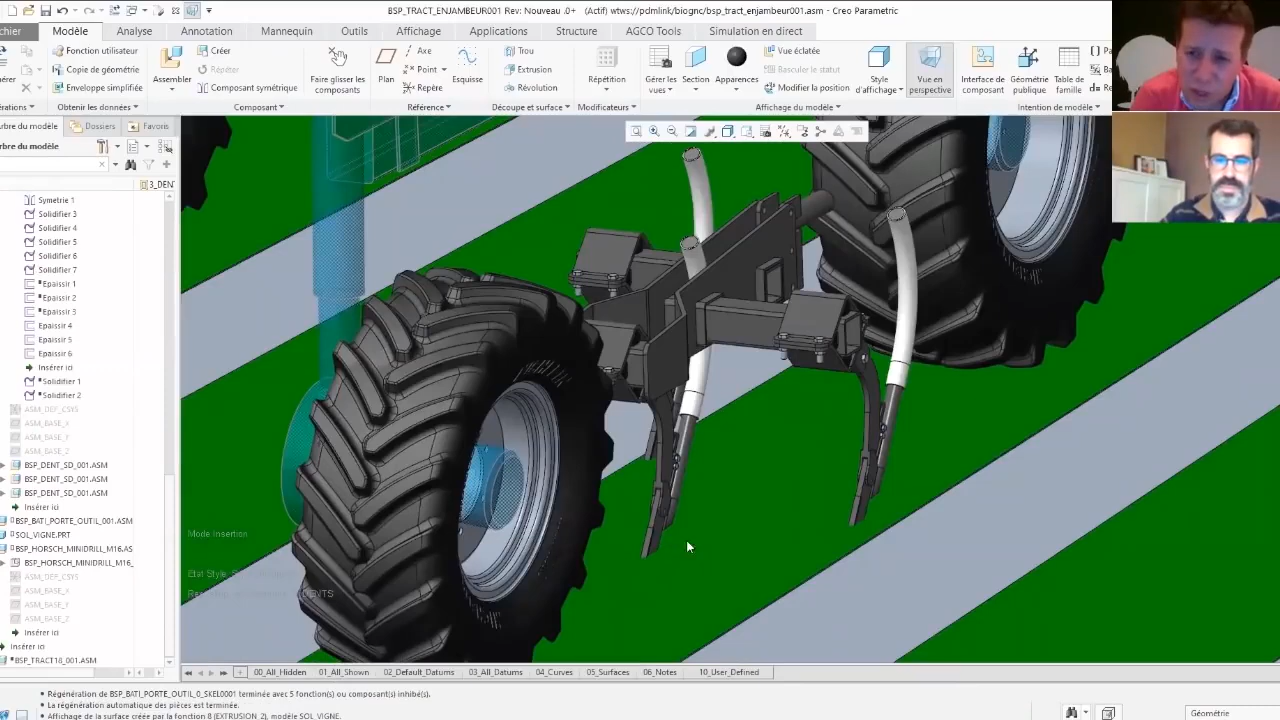 BSP_TRACT_ENJAMBEUR001 Rev: Nouveau .0+ (Actif) wtws://pdmlink/biognc/bsp_tract_enjambeur001.asm - Creo Parametric
chier Modèle Analyse Annotation Mannequin Outils Affichage Applications Structure AGCO Tools Simulation en direct
Fonction utilisateur
Copie de géométrie
Enveloppe simplifiée
Assembler
Créer
Répéter
Composant symétrique
Faire glisser les composants
Plan
Axe
Point
Repère
Esquisse
Trou
Extrusion
Révolution
Répétition
Gérer les vues
Section
Apparences
Vue éclatée
Basculer le statut
Modifier la position
Style d'affichage
Vue en perspective
Interface de composant
Géométrie publique
Table de famille
Obtenir les données
Composant
Référence
Découpe et surface
Modificateurs
Affichage du modèle
Intention de modèle
Arbre du modèle Dossiers Favoris
rbre du modèle
3_DENT
Symetrie 1
Solidifier 3
Solidifier 4
Solidifier 5
Solidifier 6
Solidifier 7
Epaissir 1
Epaissir 2
Epaissir 3
Epaissir 4
Epaissir 5
Epaissir 6
Insérer ici
Solidifier 1
Solidifier 2
ASM_DEF_CSYS
ASM_BASE_X
ASM_BASE_Y
ASM_BASE_Z
BSP_DENT_SD_001.ASM
BSP_DENT_SD_001.ASM
BSP_DENT_SD_001.ASM
Insérer ici
BSP_BATI_PORTE_OUTIL_001.ASM
SOL_VIGNE.PRT
BSP_HORSCH_MINIDRILL_M16.AS
BSP_HORSCH_MINIDRILL_M16_
ASM_DEF_CSYS
ASM_BASE_X
ASM_BASE_Y
ASM_BASE_Z
Insérer ici
Insérer ici
BSP_TRACT18_001.ASM
Mode Insertion
00_All_Hidden 01_All_Shown 02_Default_Datums 03_All_Datums 04_Curves 05_Surfaces 06_Notes 10_User_Defined
• Régénération de BSP_BATI_PORTE_OUTIL_0_SKEL0001 terminée avec 5 fonction(s) ou composant(s) inhibé(s).
• La régénération automatique des pièces est terminée.
• Affichage de la surface créée par la fonction 8 (EXTRUSION_2), modèle SOL_VIGNE.
Géométrie